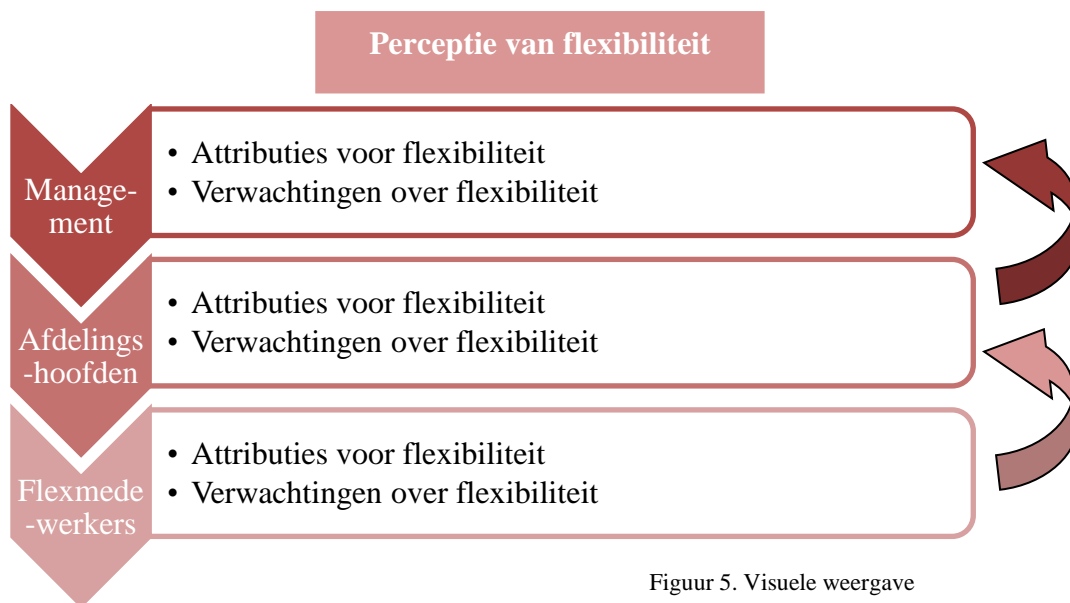 Perceptie van flexibiliteit
Manage-
ment
• Attributies voor flexibiliteit
• Verwachtingen over flexibiliteit
Afdelings
-hoofden
• Attributies voor flexibiliteit
• Verwachtingen over flexibiliteit
Flexmede
-werkers
• Attributies voor flexibiliteit
• Verwachtingen over flexibiliteit
Figuur 5. Visuele weergave